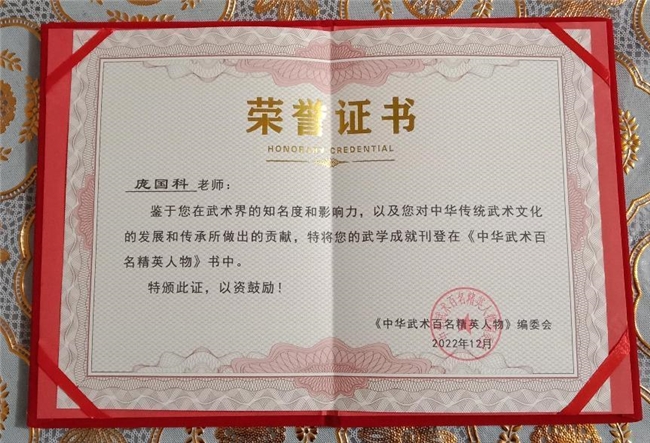 荣誉证书
HONORARY CREDENTIAL
庞国科 老师：
鉴于您在武术界的知名度和影响力，以及您对中华传统武术文化
的发展和传承所做出的贡献，特将您的武学成就刊登在《中华武术百
名精英人物》书中。
特颁此证，以资鼓励！
《中华武术百名精英人物》编委会
2022年12月